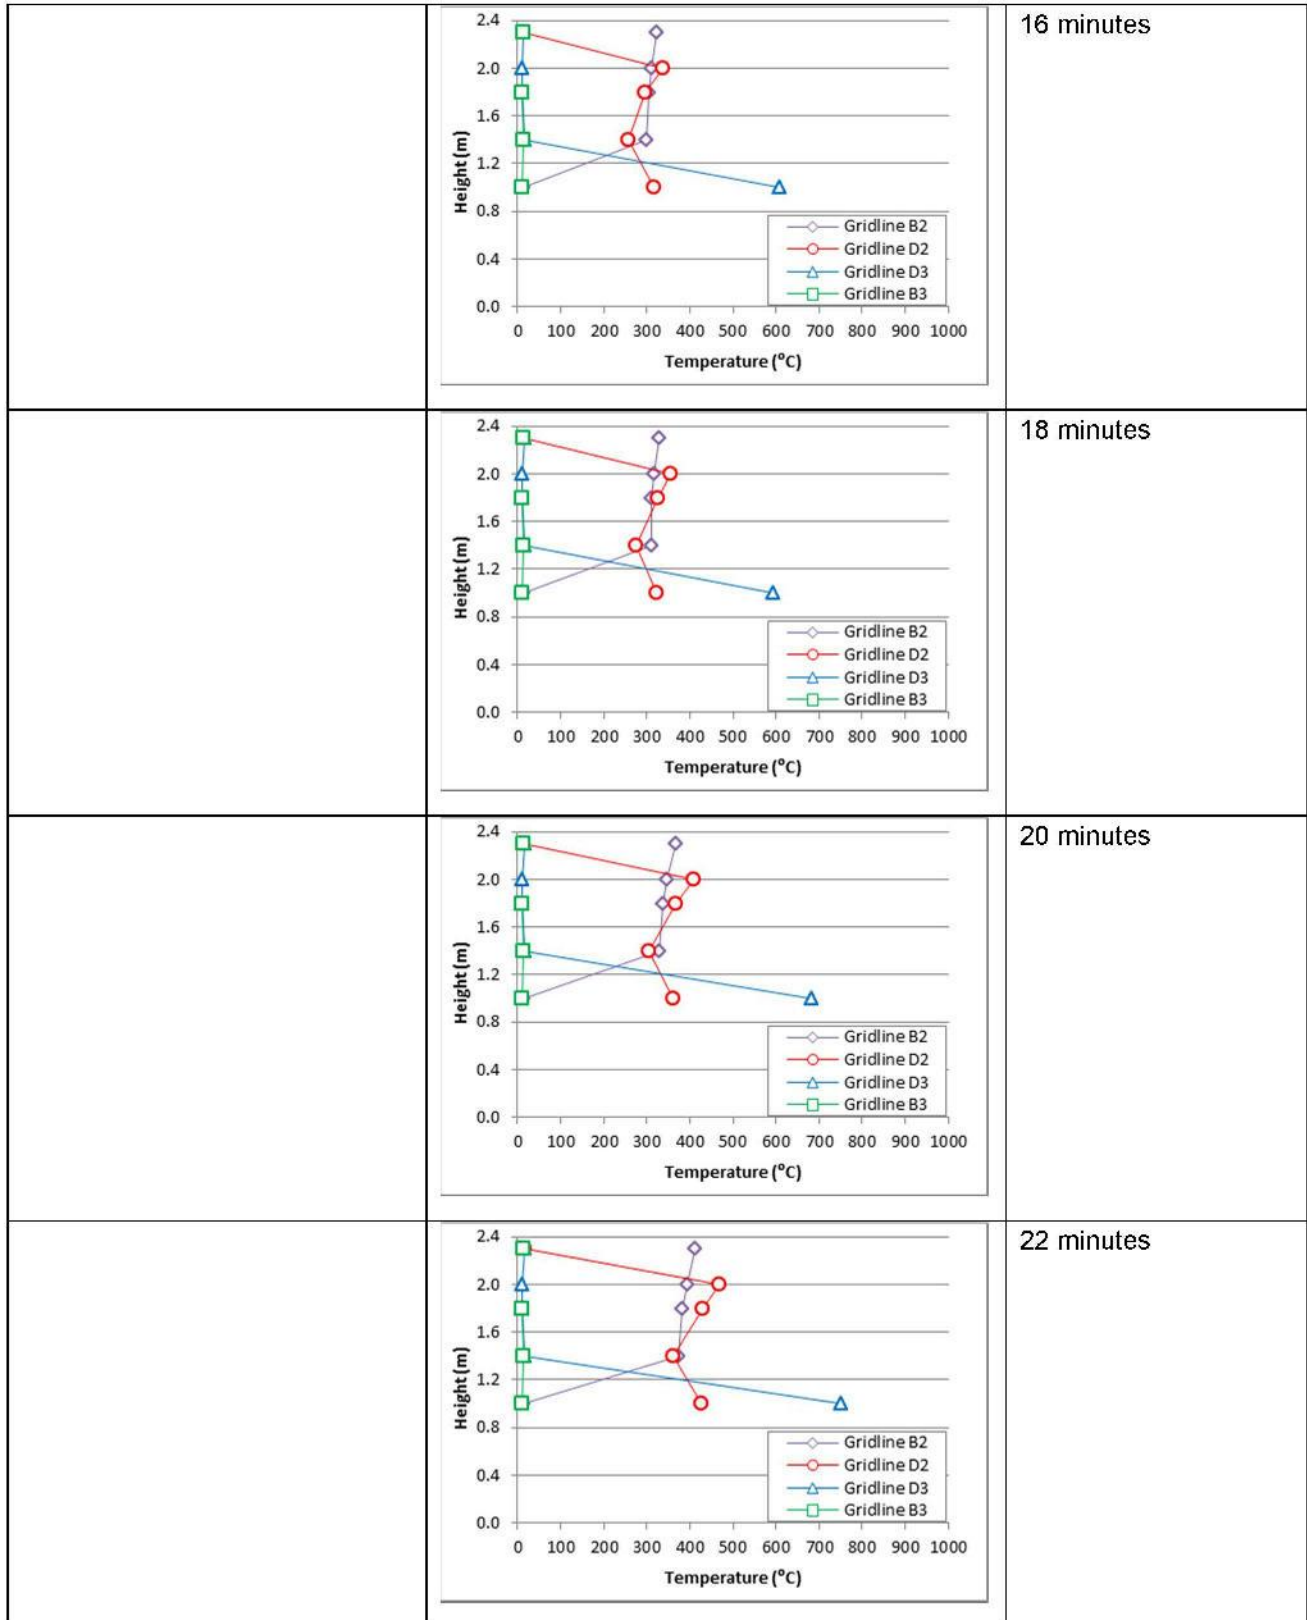 16 minutes
2.4
2.0
1.6
1.2
0.8
0.4
0.0
Height (m)
Gridline B2
Gridline D2
Gridline D3
Gridline B3
0 100 200 300 400 500 600 700 800 900 1000
Temperature (°C)
18 minutes
2.4
2.0
1.6
1.2
0.8
0.4
0.0
Height (m)
Gridline B2
Gridline D2
Gridline D3
Gridline B3
0 100 200 300 400 500 600 700 800 900 1000
Temperature (°C)
20 minutes
2.4
2.0
1.6
1.2
0.8
0.4
0.0
Height (m)
Gridline B2
Gridline D2
Gridline D3
Gridline B3
0 100 200 300 400 500 600 700 800 900 1000
Temperature (°C)
22 minutes
2.4
2.0
1.6
1.2
0.8
0.4
0.0
Height (m)
Gridline B2
Gridline D2
Gridline D3
Gridline B3
0 100 200 300 400 500 600 700 800 900 1000
Temperature (°C)